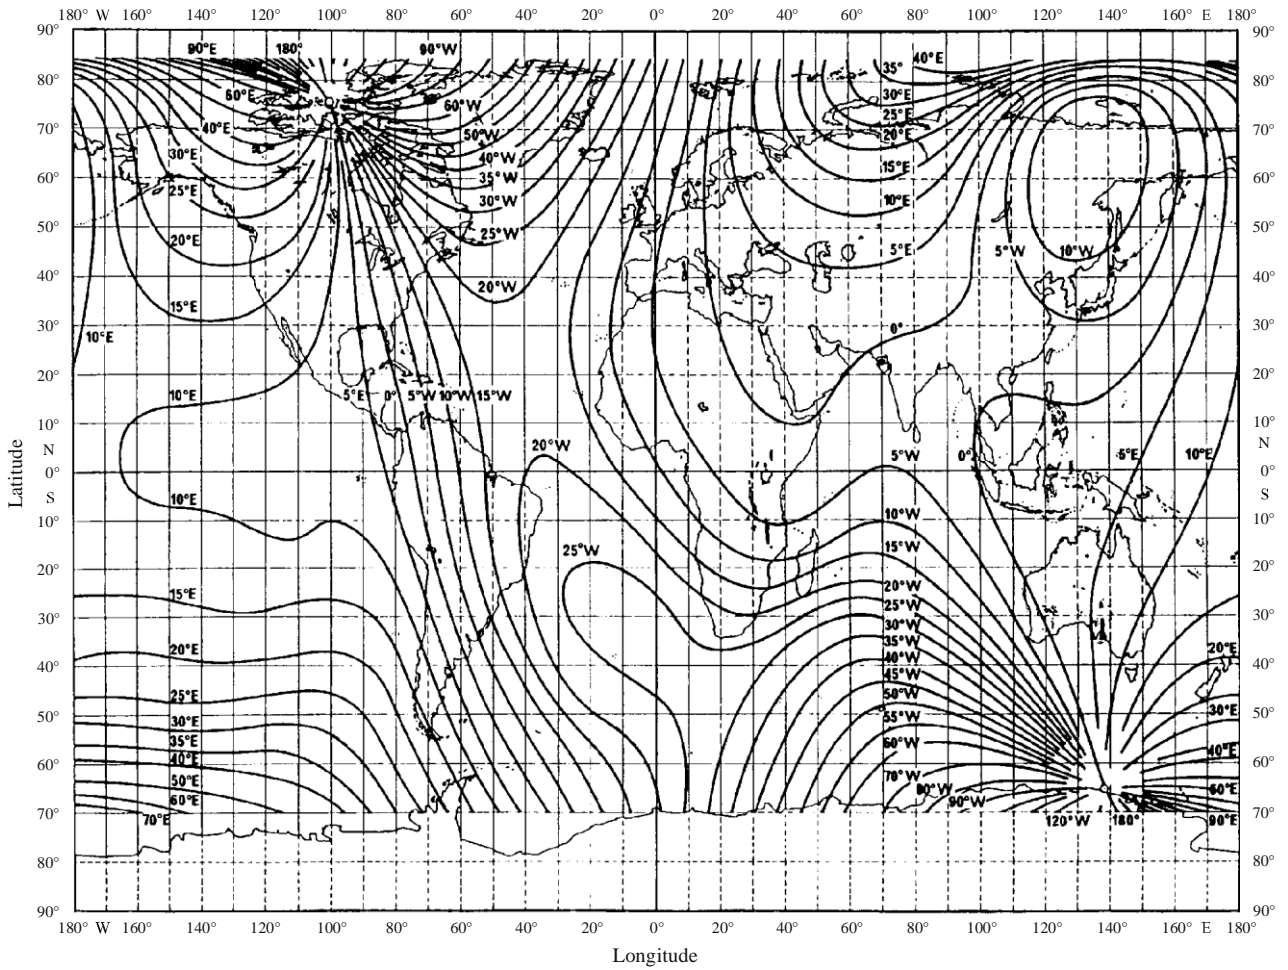 180° W 160° 140° 120° 100° 80° 60° 40° 20° 0° 20° 40° 60° 80° 100° 120° 140° 160° E 180°
90° 90°
90°E 180° 90°W 35° 40°E
80° 80°
60°E 60°W 30°E
25°E
70° 40°E 50°W 20°E 70°
30°E 40°W 15°E
60° 25°E 35°W 60°
30°W 10°E
50° 20°E 25°W 5°E 5°W 10°W 50°
40° 20°W 40°
15°E
30° 10°E 0° 30°
20° 20°
10°E 5°E 0° 5°W 10°W 15°W
10° 10°
N 20°W 5°W 0° 5°E 10°E N
0° 0°
S 10°E S
10° 10°W 10°
25°W 15°W
20° 20°
15°E 20°W
25°W
30° 30°W 30°
20°E 35°W 20°E
40° 40°W 40°
25°E 45°W
50°W
50° 30°E 55°W 30°E 50°
35°E 60°W
60° 40°E 40°E 60°
50°E 70°W
60°E 80°W 60°E
90°W
70° 70°E 120°W 180° 90°E 70°
80° 80°
90° 90°
180° W 160° 140° 120° 100° 80° 60° 40° 20° 0° 20° 40° 60° 80° 100° 120° 140° 160° E 180°
Latitude
Longitude